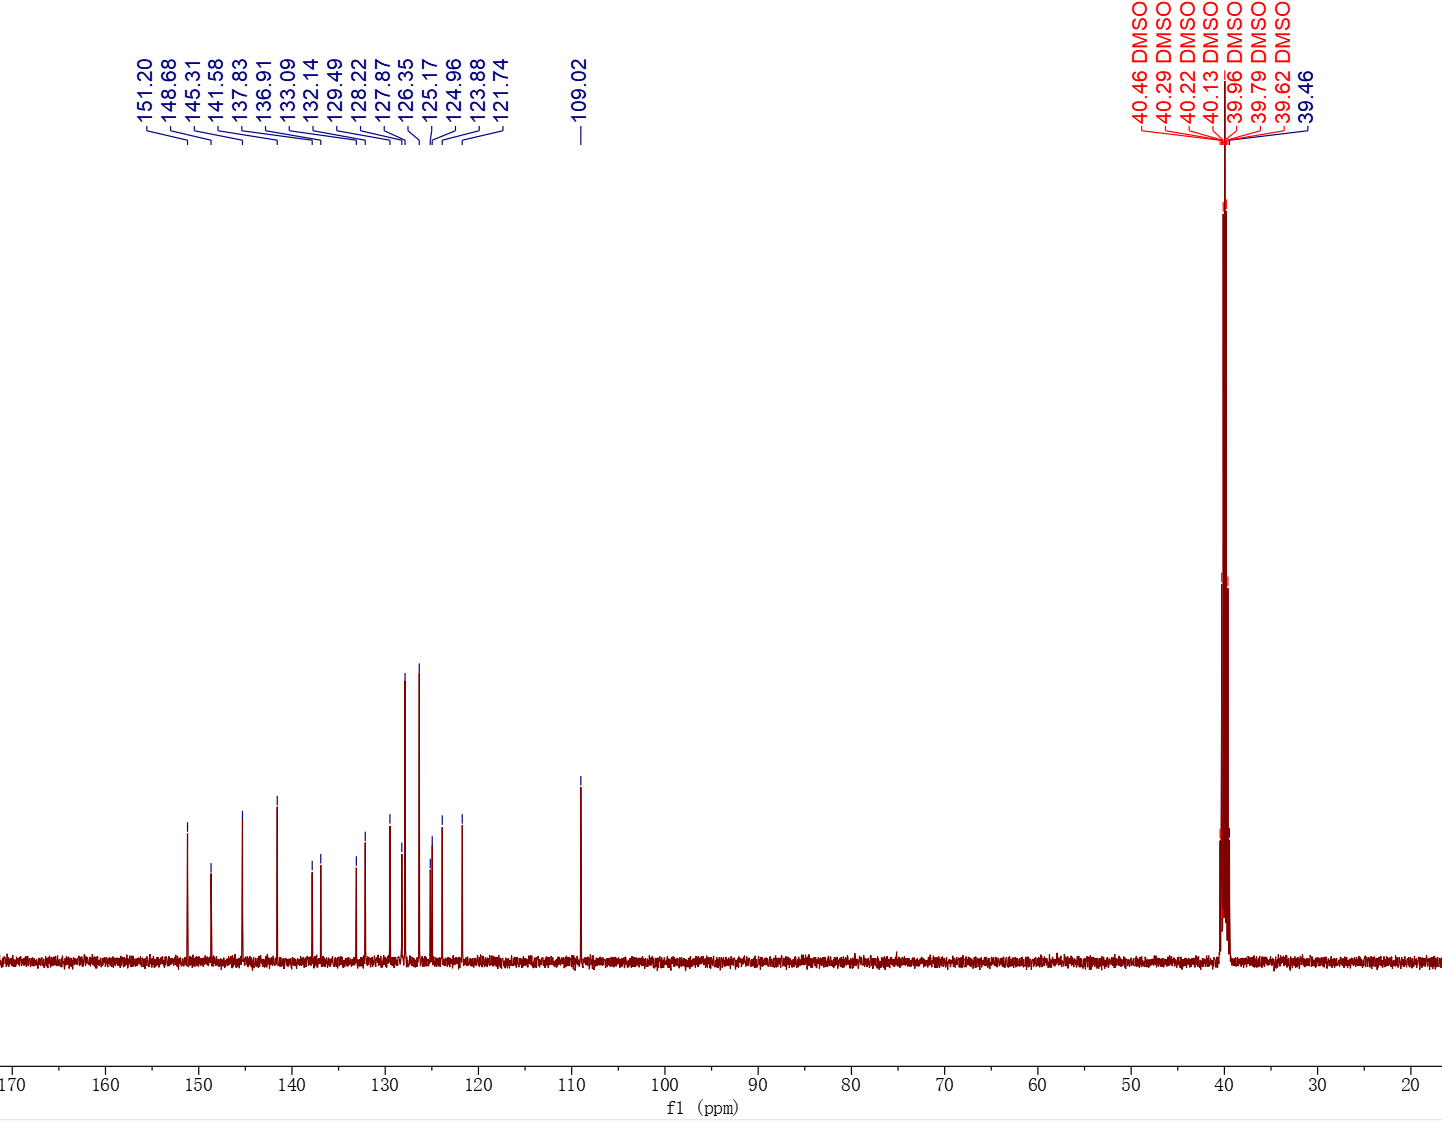 151.20
148.68
145.31
141.58
137.83
136.91
133.09
132.14
129.49
128.22
127.87
126.35
125.17
124.96
123.88
121.74
109.02
40.46 DMSO
40.29 DMSO
40.22 DMSO
40.13 DMSO
39.96 DMSO
39.79 DMSO
39.62 DMSO
39.46
170 160 150 140 130 120 110 100 90 80 70 60 50 40 30 20
f1 (ppm)